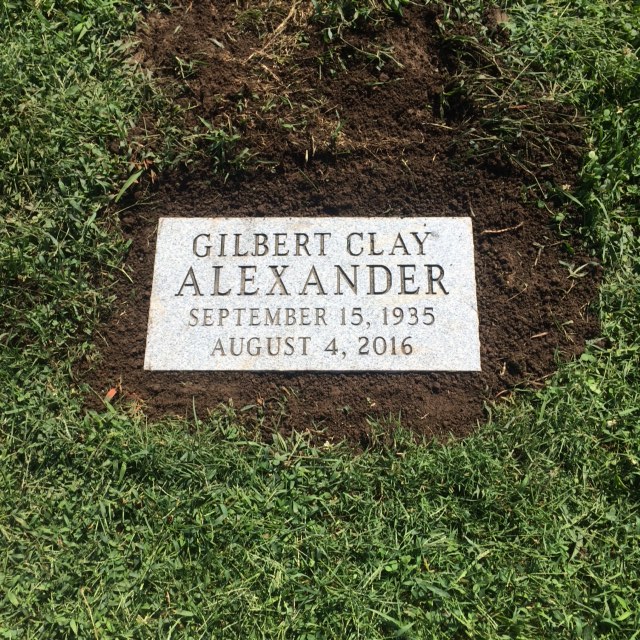 GILBERT CLAY
ALEXANDER
SEPTEMBER 15, 1935
AUGUST 4, 2016